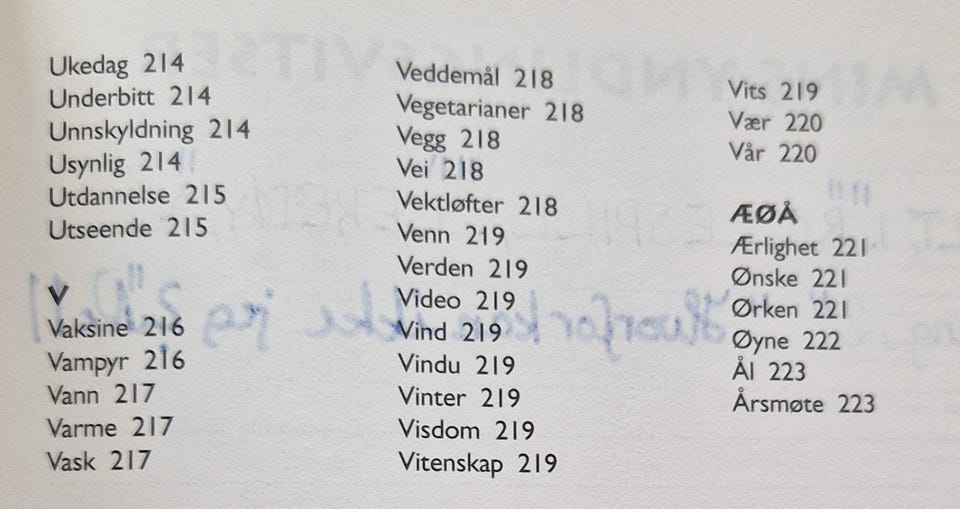 Ukedag 214
Underbitt 214
Unnskyldning 214
Usynlig 214
Utdannelse 215
Utseende 215
V
Vaksine 216
Vampyr 216
Vann 217
Varme 217
Vask 217
Veddemål 218
Vegetarianer 218
Vegg 218
Vei 218
Vektløfter 218
Venn 219
Verden 219
Video 219
Vind 219
Vindu 219
Vinter 219
Visdom 219
Vitenskap 219
Vits 219
Vær 220
Vår 220
ÆØÅ
Ærlighet 221
Ønske 221
Ørken 221
Øyne 222
Ål 223
Årsmøte 223